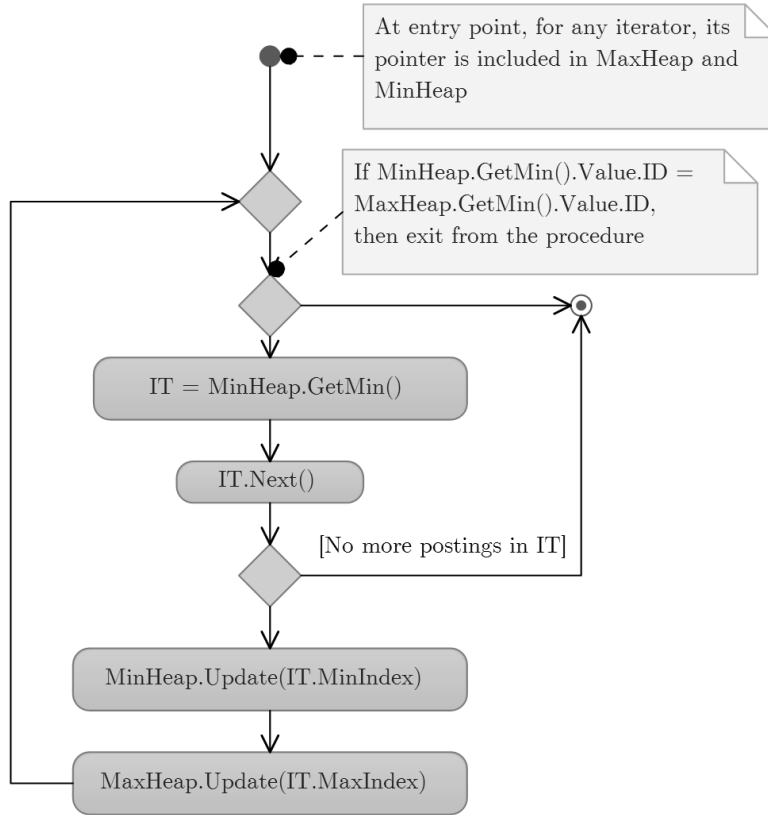 At entry point, for any iterator, its
pointer is included in MaxHeap and
MinHeap
If MinHeap.GetMin().Value.ID =
MaxHeap.GetMin().Value.ID,
then exit from the procedure
IT = MinHeap.GetMin()
IT.Next()
[No more postings in IT]
MinHeap.Update(IT.MinIndex)
MaxHeap.Update(IT.MaxIndex)